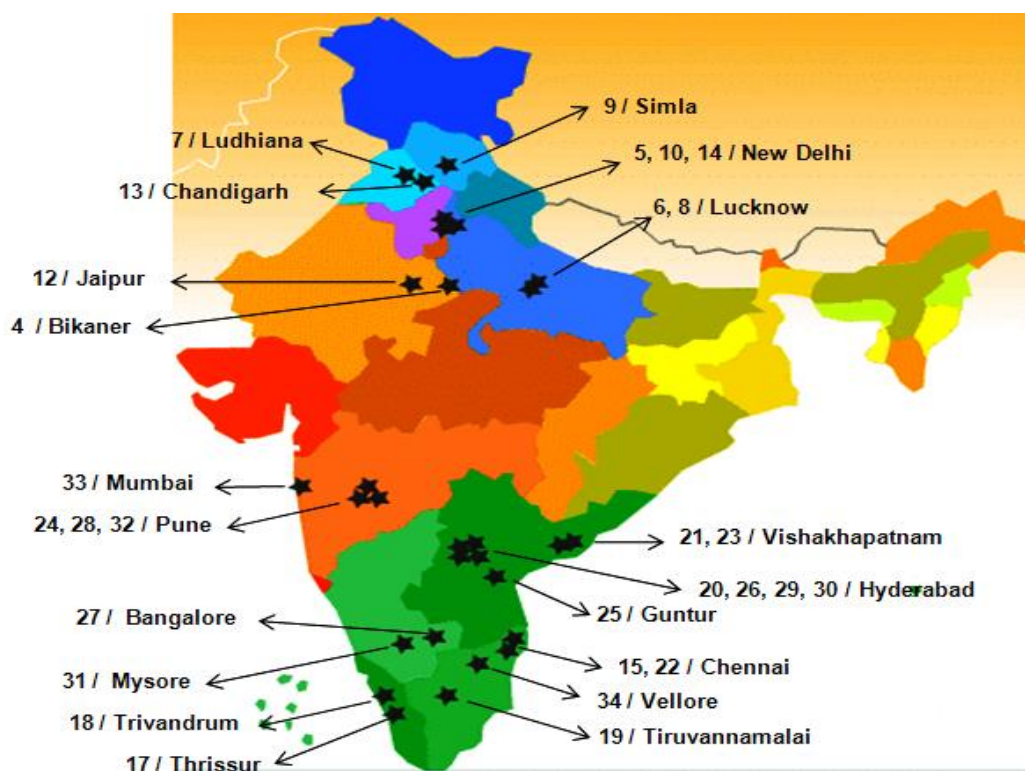 9 / Simla
7 / Ludhiana
5, 10, 14 / New Delhi
13 / Chandigarh
6, 8 / Lucknow
12 / Jaipur
4 / Bikaner
33 / Mumbai
24, 28, 32 / Pune
21, 23 / Vishakhapatnam
20, 26, 29, 30 / Hyderabad
25 / Guntur
27 / Bangalore
15, 22 / Chennai
31 / Mysore
34 / Vellore
18 / Trivandrum
19 / Tiruvannamalai
17 / Thrissur